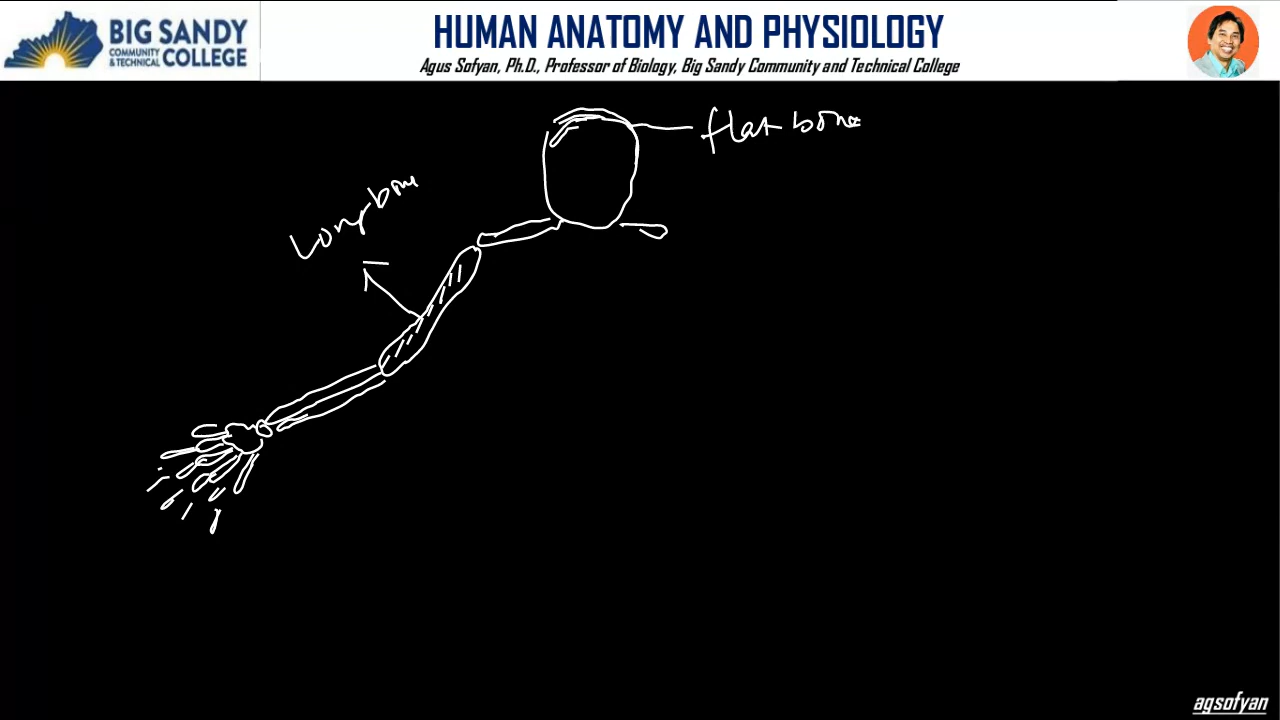 BIG SANDY
COMMUNITY
& TECHNICAL COLLEGE
HUMAN ANATOMY AND PHYSIOLOGY
Agus Sofyan, Ph.D., Professor of Biology, Big Sandy Community and Technical College
flat bone
Long bone
agsofyan